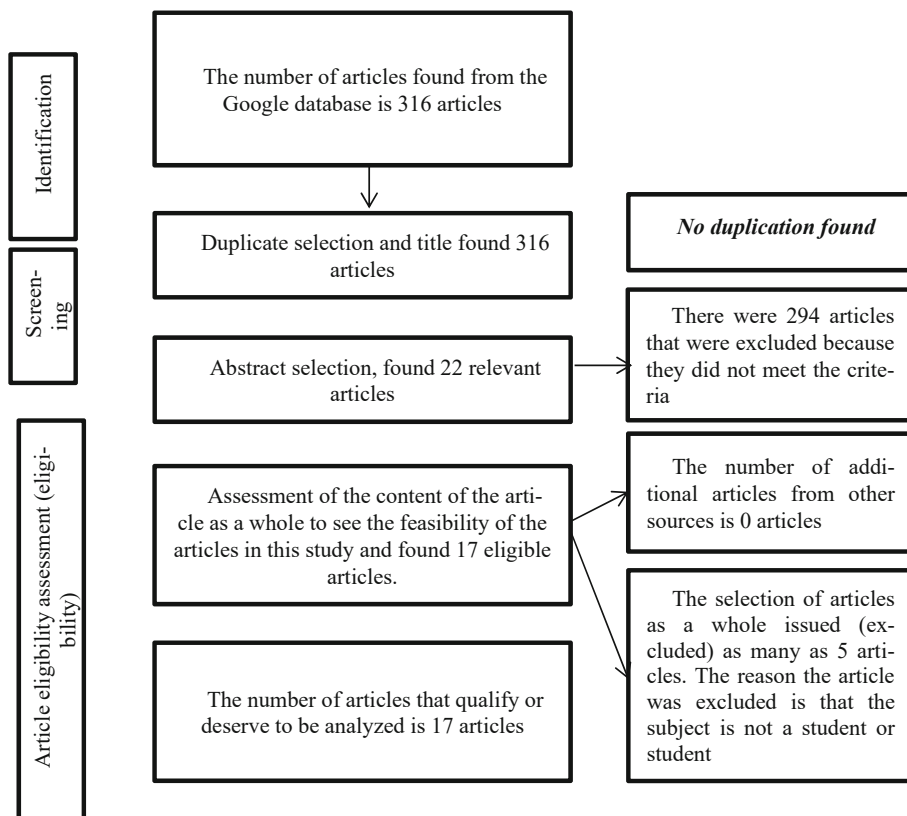 Identification
The number of articles found from the
Google database is 316 articles
Duplicate selection and title found 316
articles
No duplication found
Screen-
ing
Abstract selection, found 22 relevant
articles
There were 294 articles
that were excluded because
they did not meet the crite-
ria
Article eligibility assessment (eligi-
bility)
Assessment of the content of the arti-
cle as a whole to see the feasibility of the
articles in this study and found 17 eligible
articles.
The number of addi-
tional articles from other
sources is 0 articles
The selection of articles
as a whole issued (ex-
cluded) as many as 5 arti-
cles. The reason the article
was excluded is that the
subject is not a student or
student
The number of articles that qualify or
deserve to be analyzed is 17 articles